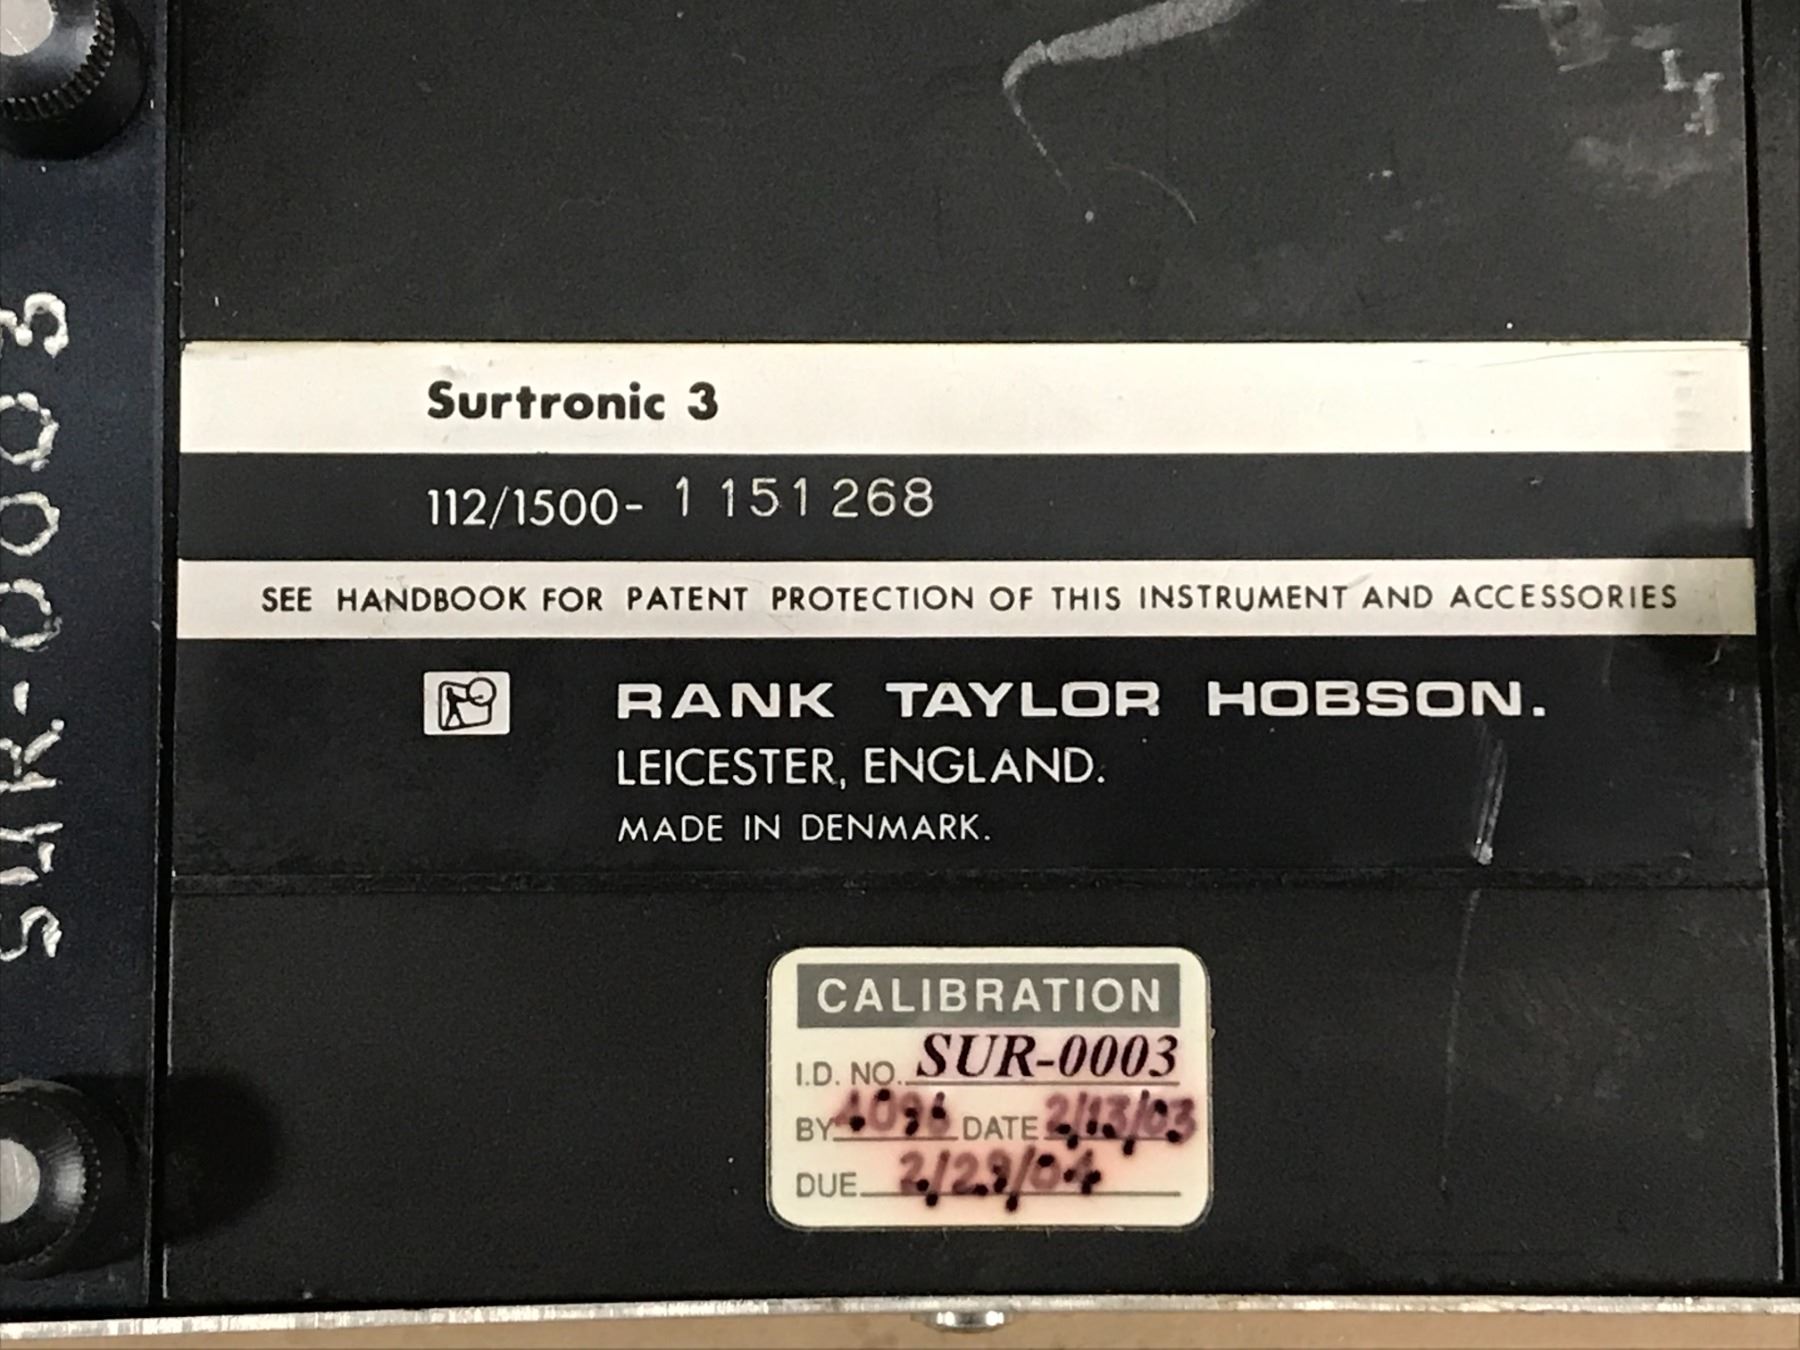 Surtronic 3
112/1500- 1 151 268
SEE HANDBOOK FOR PATENT PROTECTION OF THIS INSTRUMENT AND ACCESSORIES
RANK TAYLOR HOBSON.
LEICESTER, ENGLAND.
MADE IN DENMARK.
SUR-0003
CALIBRATION
I.D. NO. SUR-0003
BY 4096 DATE 2/13/03
DUE 2/29/04